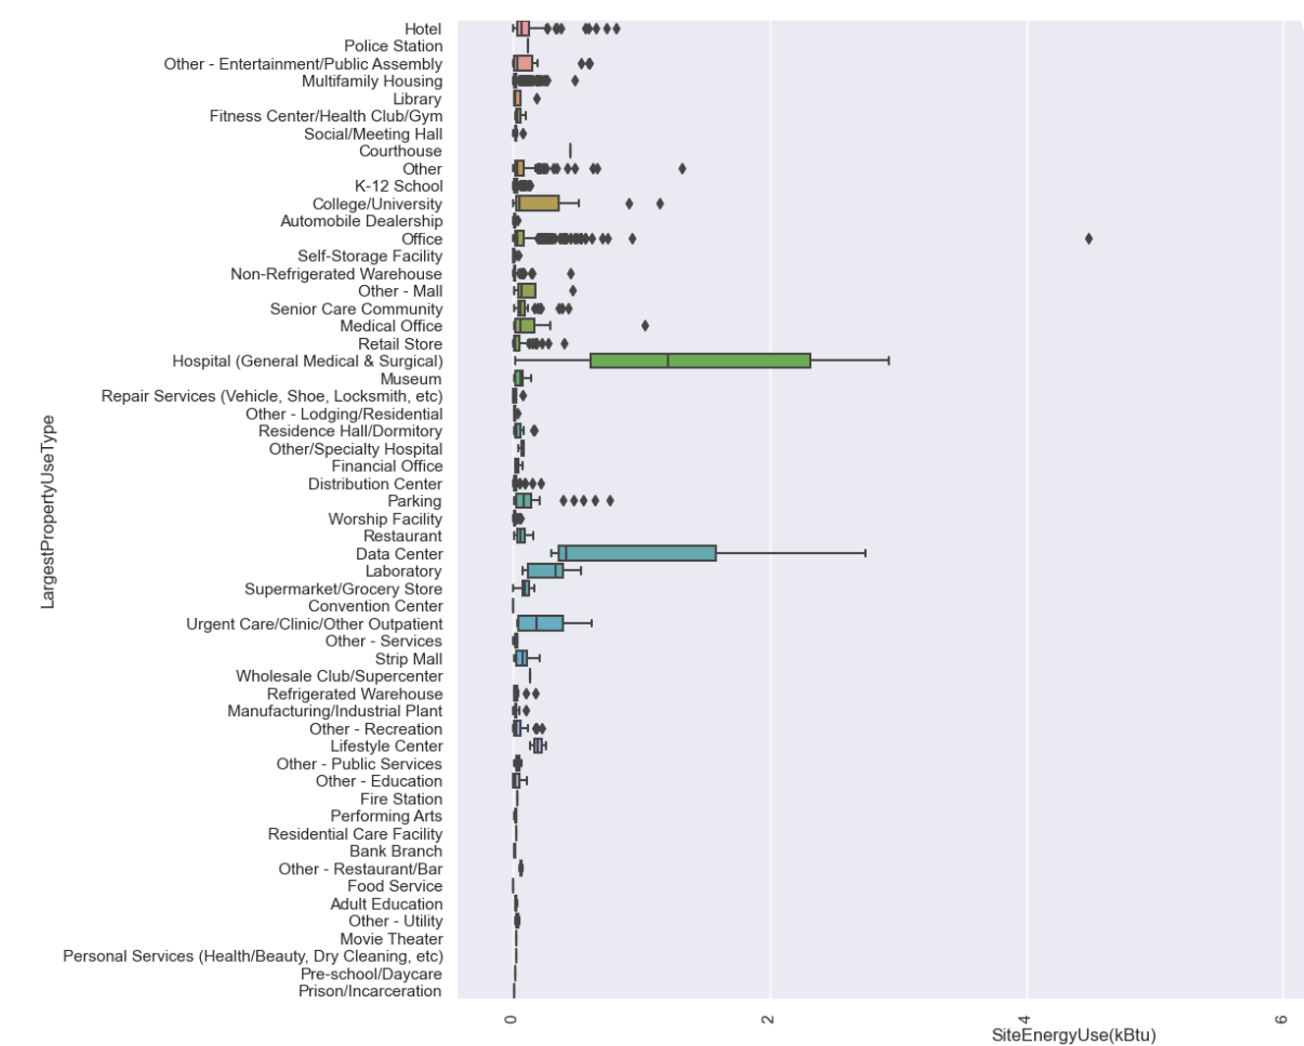 Hotel
Police Station
Other - Entertainment/Public Assembly
Multifamily Housing
Library
Fitness Center/Health Club/Gym
Social/Meeting Hall
Courthouse
Other
K-12 School
College/University
Automobile Dealership
Office
Self-Storage Facility
Non-Refrigerated Warehouse
Other - Mall
Senior Care Community
Medical Office
Retail Store
Hospital (General Medical & Surgical)
Museum
Repair Services (Vehicle, Shoe, Locksmith, etc)
Other - Lodging/Residential
Residence Hall/Dormitory
Other/Specialty Hospital
Financial Office
Distribution Center
Parking
Worship Facility
Restaurant
Data Center
Laboratory
Supermarket/Grocery Store
Convention Center
Urgent Care/Clinic/Other Outpatient
Other - Services
Strip Mall
Wholesale Club/Supercenter
Refrigerated Warehouse
Manufacturing/Industrial Plant
Other - Recreation
Lifestyle Center
Other - Public Services
Other - Education
Fire Station
Performing Arts
Residential Care Facility
Bank Branch
Other - Restaurant/Bar
Food Service
Adult Education
Other - Utility
Movie Theater
Personal Services (Health/Beauty, Dry Cleaning, etc)
Pre-school/Daycare
Prison/Incarceration
LargestPropertyUseType
0 2 4 6
SiteEnergyUse(kBtu)